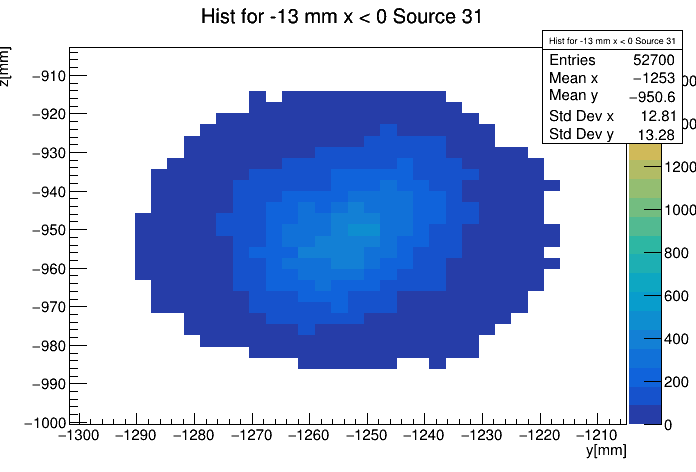 Hist for -13 mm x < 0 Source 31
Hist for -13 mm x < 0 Source 31
Entries 52700
Mean x −1253
Mean y −950.6
Std Dev x 12.81
Std Dev y 13.28
z[mm]
−910
−920
−930
−940
−950
−960
−970
−980
−990
−1000
−1300 −1290 −1280 −1270 −1260 −1250 −1240 −1230 −1220 −1210
y[mm]
1200
1000
800
600
400
200
0